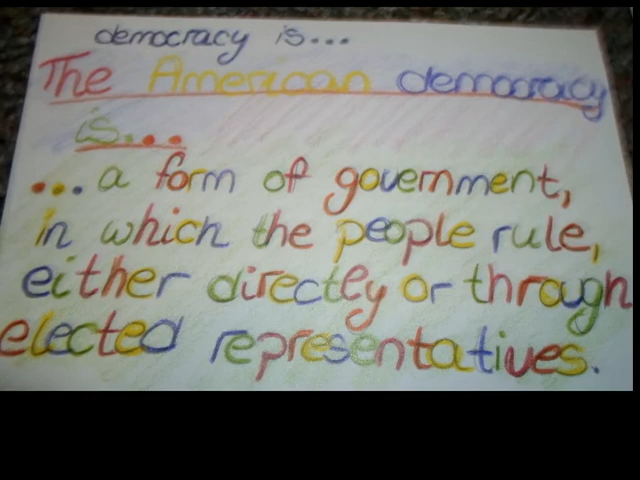 democracy is...
The American democracy
is...
...a form of government,
in which the people rule,
either directly or through
elected representatives.